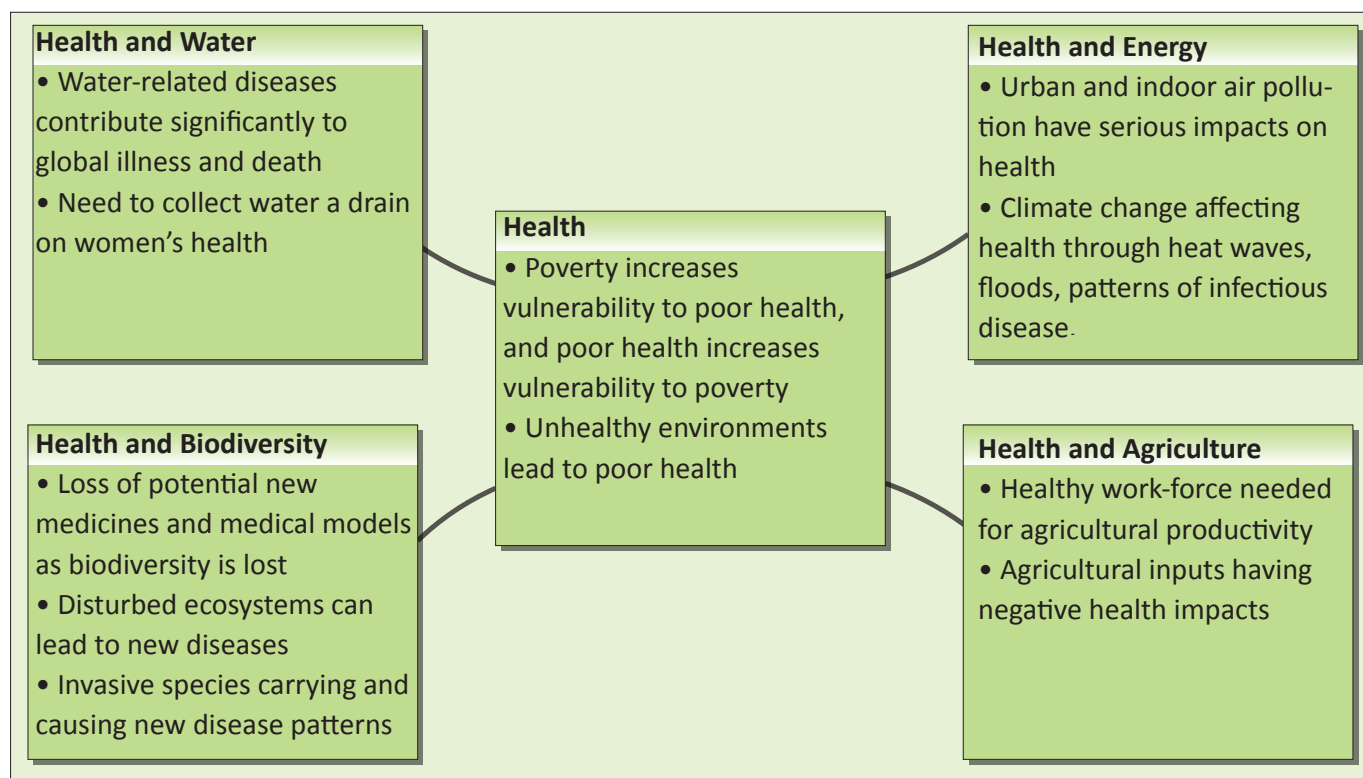 Health and Water
• Water-related diseases
contribute significantly to
global illness and death
• Need to collect water a drain
on women’s health
Health and Energy
• Urban and indoor air pollu-
tion have serious impacts on
health
• Climate change affecting
health through heat waves,
floods, patterns of infectious
disease.
Health
• Poverty increases
vulnerability to poor health,
and poor health increases
vulnerability to poverty
• Unhealthy environments
lead to poor health
Health and Biodiversity
• Loss of potential new
medicines and medical models
as biodiversity is lost
• Disturbed ecosystems can
lead to new diseases
• Invasive species carrying and
causing new disease patterns
Health and Agriculture
• Healthy work-force needed
for agricultural productivity
• Agricultural inputs having
negative health impacts